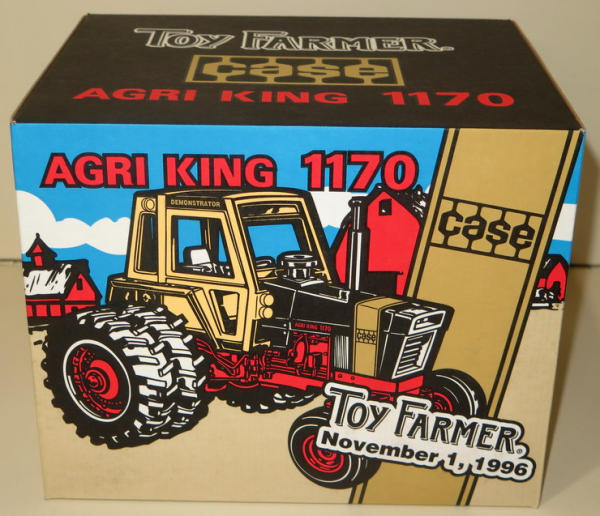 TOY FARMER.
case
AGRI KING 1170
AGRI KING 1170
DEMONSTRATOR
case
AGRI KING 1170
case
TOY FARMER®
November 1, 1996